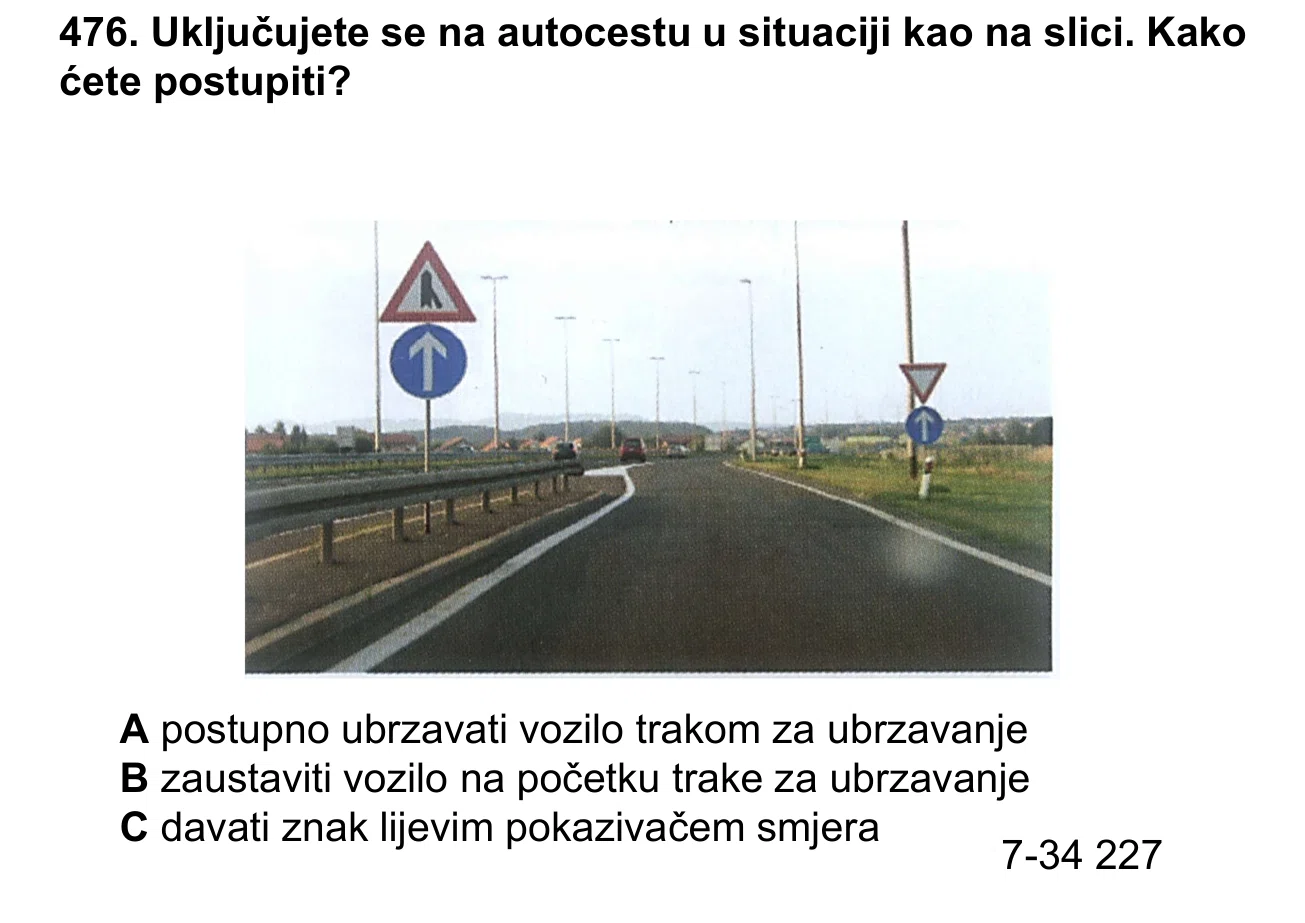 476. Uključujete se na autocestu u situaciji kao na slici. Kako
ćete postupiti?
A postupno ubrzavati vozilo trakom za ubrzavanje
B zaustaviti vozilo na početku trake za ubrzavanje
C davati znak lijevim pokazivačem smjera
7-34 227